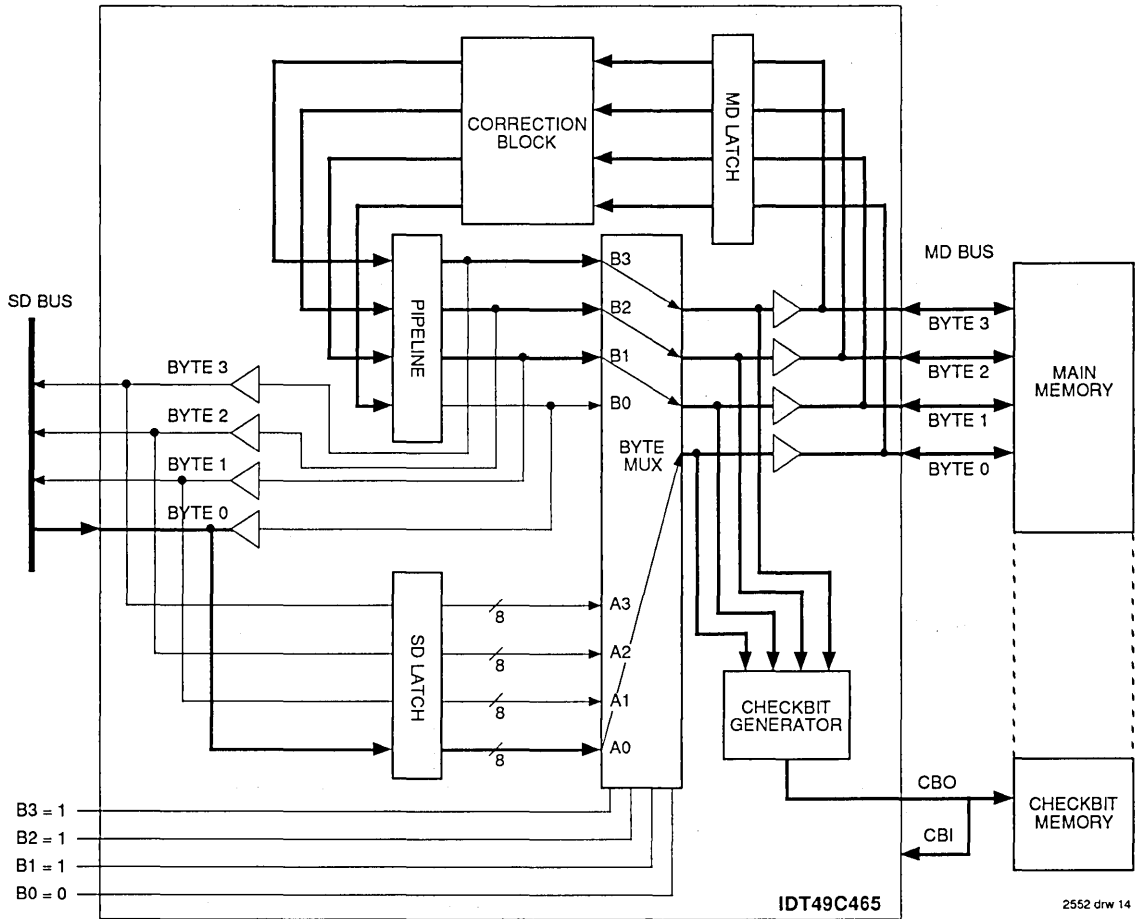 CORRECTION
BLOCK
MD LATCH
PIPELINE
B3
B2
B1
B0
BYTE
MUX
MD BUS
BYTE 3
BYTE 2
BYTE 1
BYTE 0
MAIN
MEMORY
SD BUS
BYTE 3
BYTE 2
BYTE 1
BYTE 0
SD LATCH
8
8
8
8
A3
A2
A1
A0
CHECKBIT
GENERATOR
CBO
CBI
CHECKBIT
MEMORY
B3 = 1
B2 = 1
B1 = 1
B0 = 0
IDT49C465
2552 drw 14